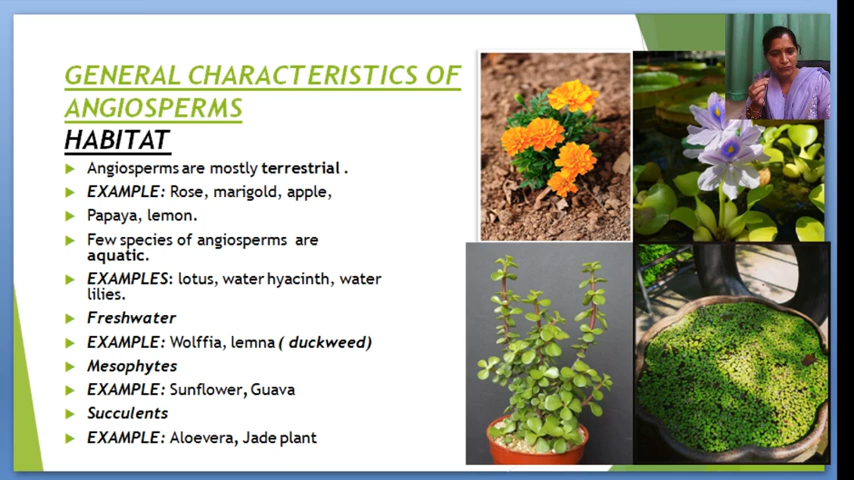 GENERAL CHARACTERISTICS OF
ANGIOSPERMS
HABITAT
Angiosperms are mostly terrestrial .
EXAMPLE: Rose, marigold, apple,
Papaya, lemon.
Few species of angiosperms are
aquatic.
EXAMPLES: lotus, water hyacinth, water
lilies.
Freshwater
EXAMPLE: Wolffia, lemna ( duckweed)
Mesophytes
EXAMPLE: Sunflower, Guava
Succulents
EXAMPLE: Aloevera, Jade plant